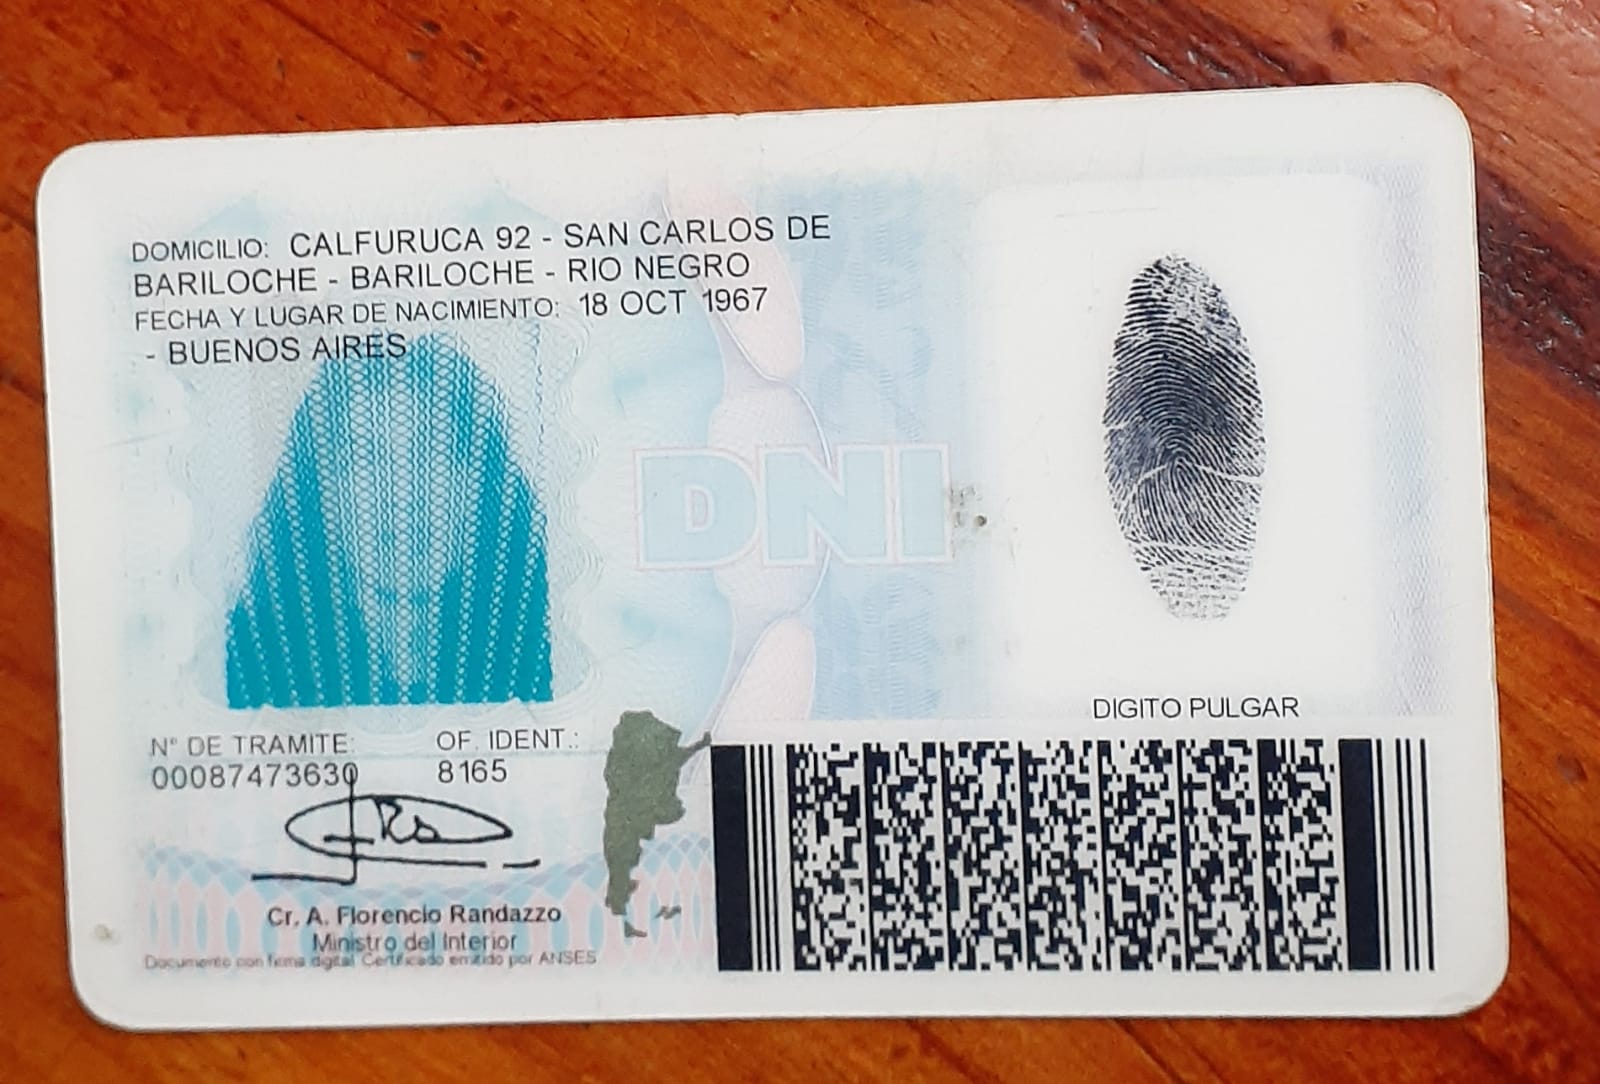 DOMICILIO: CALFURUCA 92 - SAN CARLOS DE
BARILOCHE - BARILOCHE - RIO NEGRO
FECHA Y LUGAR DE NACIMIENTO: 18 OCT 1967
- BUENOS AIRES
DNI
DIGITO PULGAR
N° DE TRAMITE: OF. IDENT.:
00087473630 8165
Cr. A. Florencio Randazzo
Ministro del Interior
Documento con firma digital Certificado emitido por ANSES